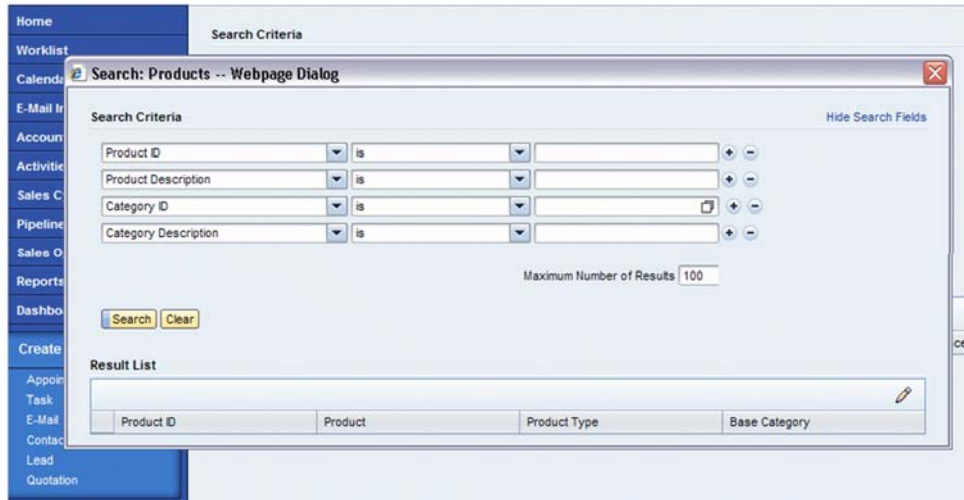 Home
Search Criteria
Worklist
Search: Products -- Webpage Dialog
Search Criteria
Hide Search Fields
Product ID is
Product Description is
Category ID is
Category Description is
Maximum Number of Results 100
Search Clear
Result List
Product ID Product Product Type Base Category
Create
Task
E-Mail
Lead
Quotation